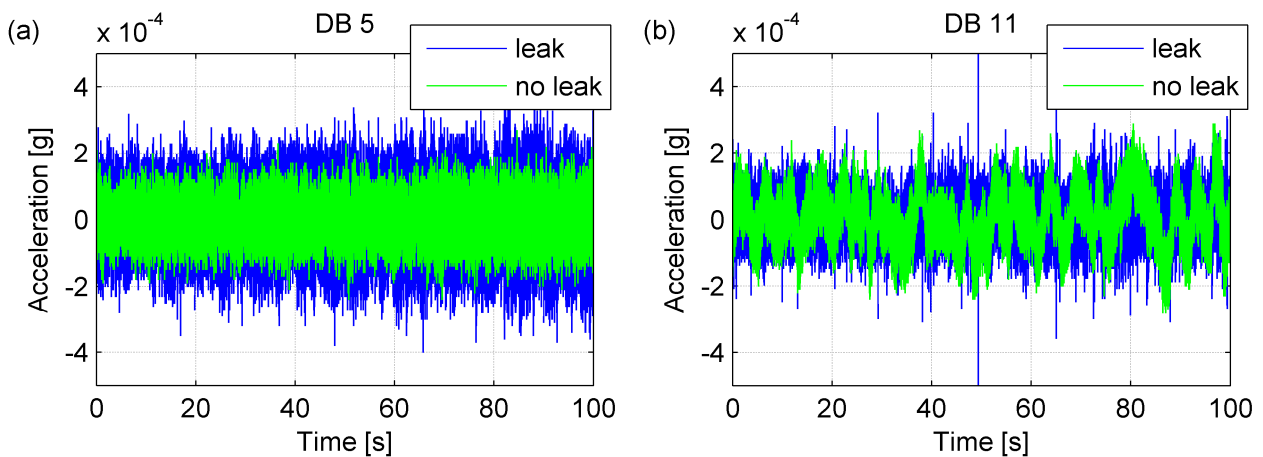 (a)
x 10-4
DB 5
leak
no leak
4
2
0
-2
-4
Acceleration [g]
0 20 40 60 80 100
Time [s]
(b)
x 10-4
DB 11
leak
no leak
4
2
0
-2
-4
Acceleration [g]
0 20 40 60 80 100
Time [s]